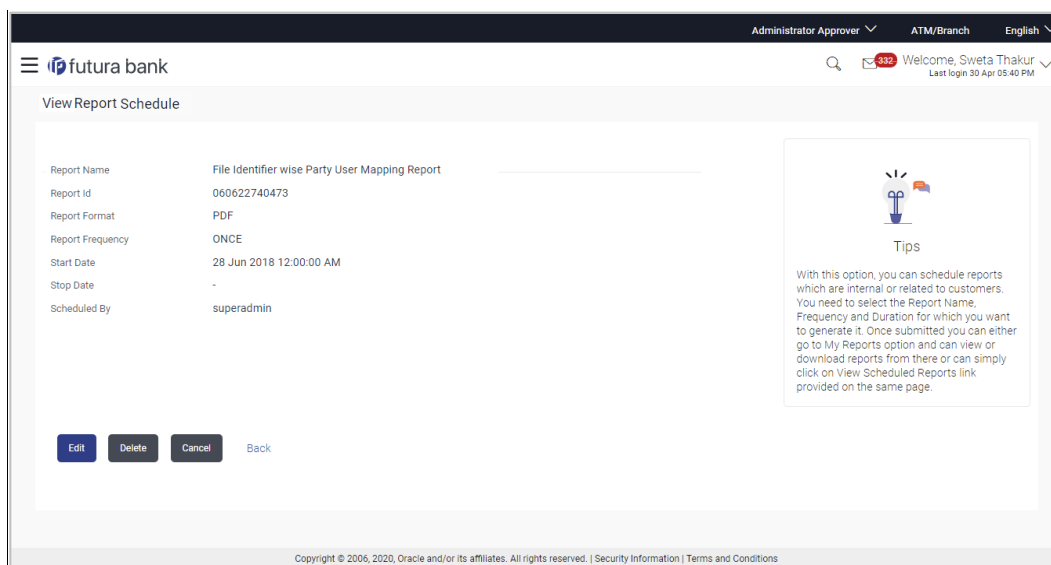 Administrator Approver ATM/Branch English
futura bank 332 Welcome, Sweta Thakur
Last login 30 Apr 05:40 PM
View Report Schedule
Report Name File Identifier wise Party User Mapping Report
Report Id 060622740473
Report Format PDF
Report Frequency ONCE
Start Date 28 Jun 2018 12:00:00 AM
Stop Date -
Scheduled By superadmin
Tips
With this option, you can schedule reports
which are internal or related to customers.
You need to select the Report Name,
Frequency and Duration for which you want
to generate it. Once submitted you can either
go to My Reports option and can view or
download reports from there or can simply
click on View Scheduled Reports link
provided on the same page.
Edit Delete Cancel Back
Copyright © 2006, 2020, Oracle and/or its affiliates. All rights reserved. | Security Information | Terms and Conditions